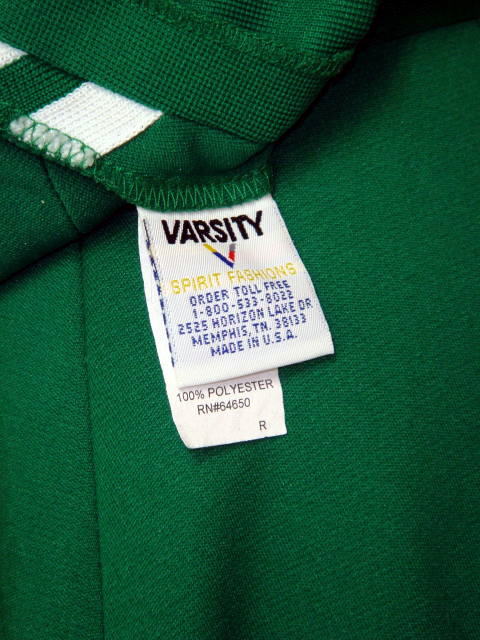 VARSITY
SPIRIT FASHIONS
ORDER TOLL FREE
1-800-533-8022
2525 HORIZON LAKE DR
MEMPHIS, TN. 38133
MADE IN U.S.A.
100% POLYESTER
RN#64650
R